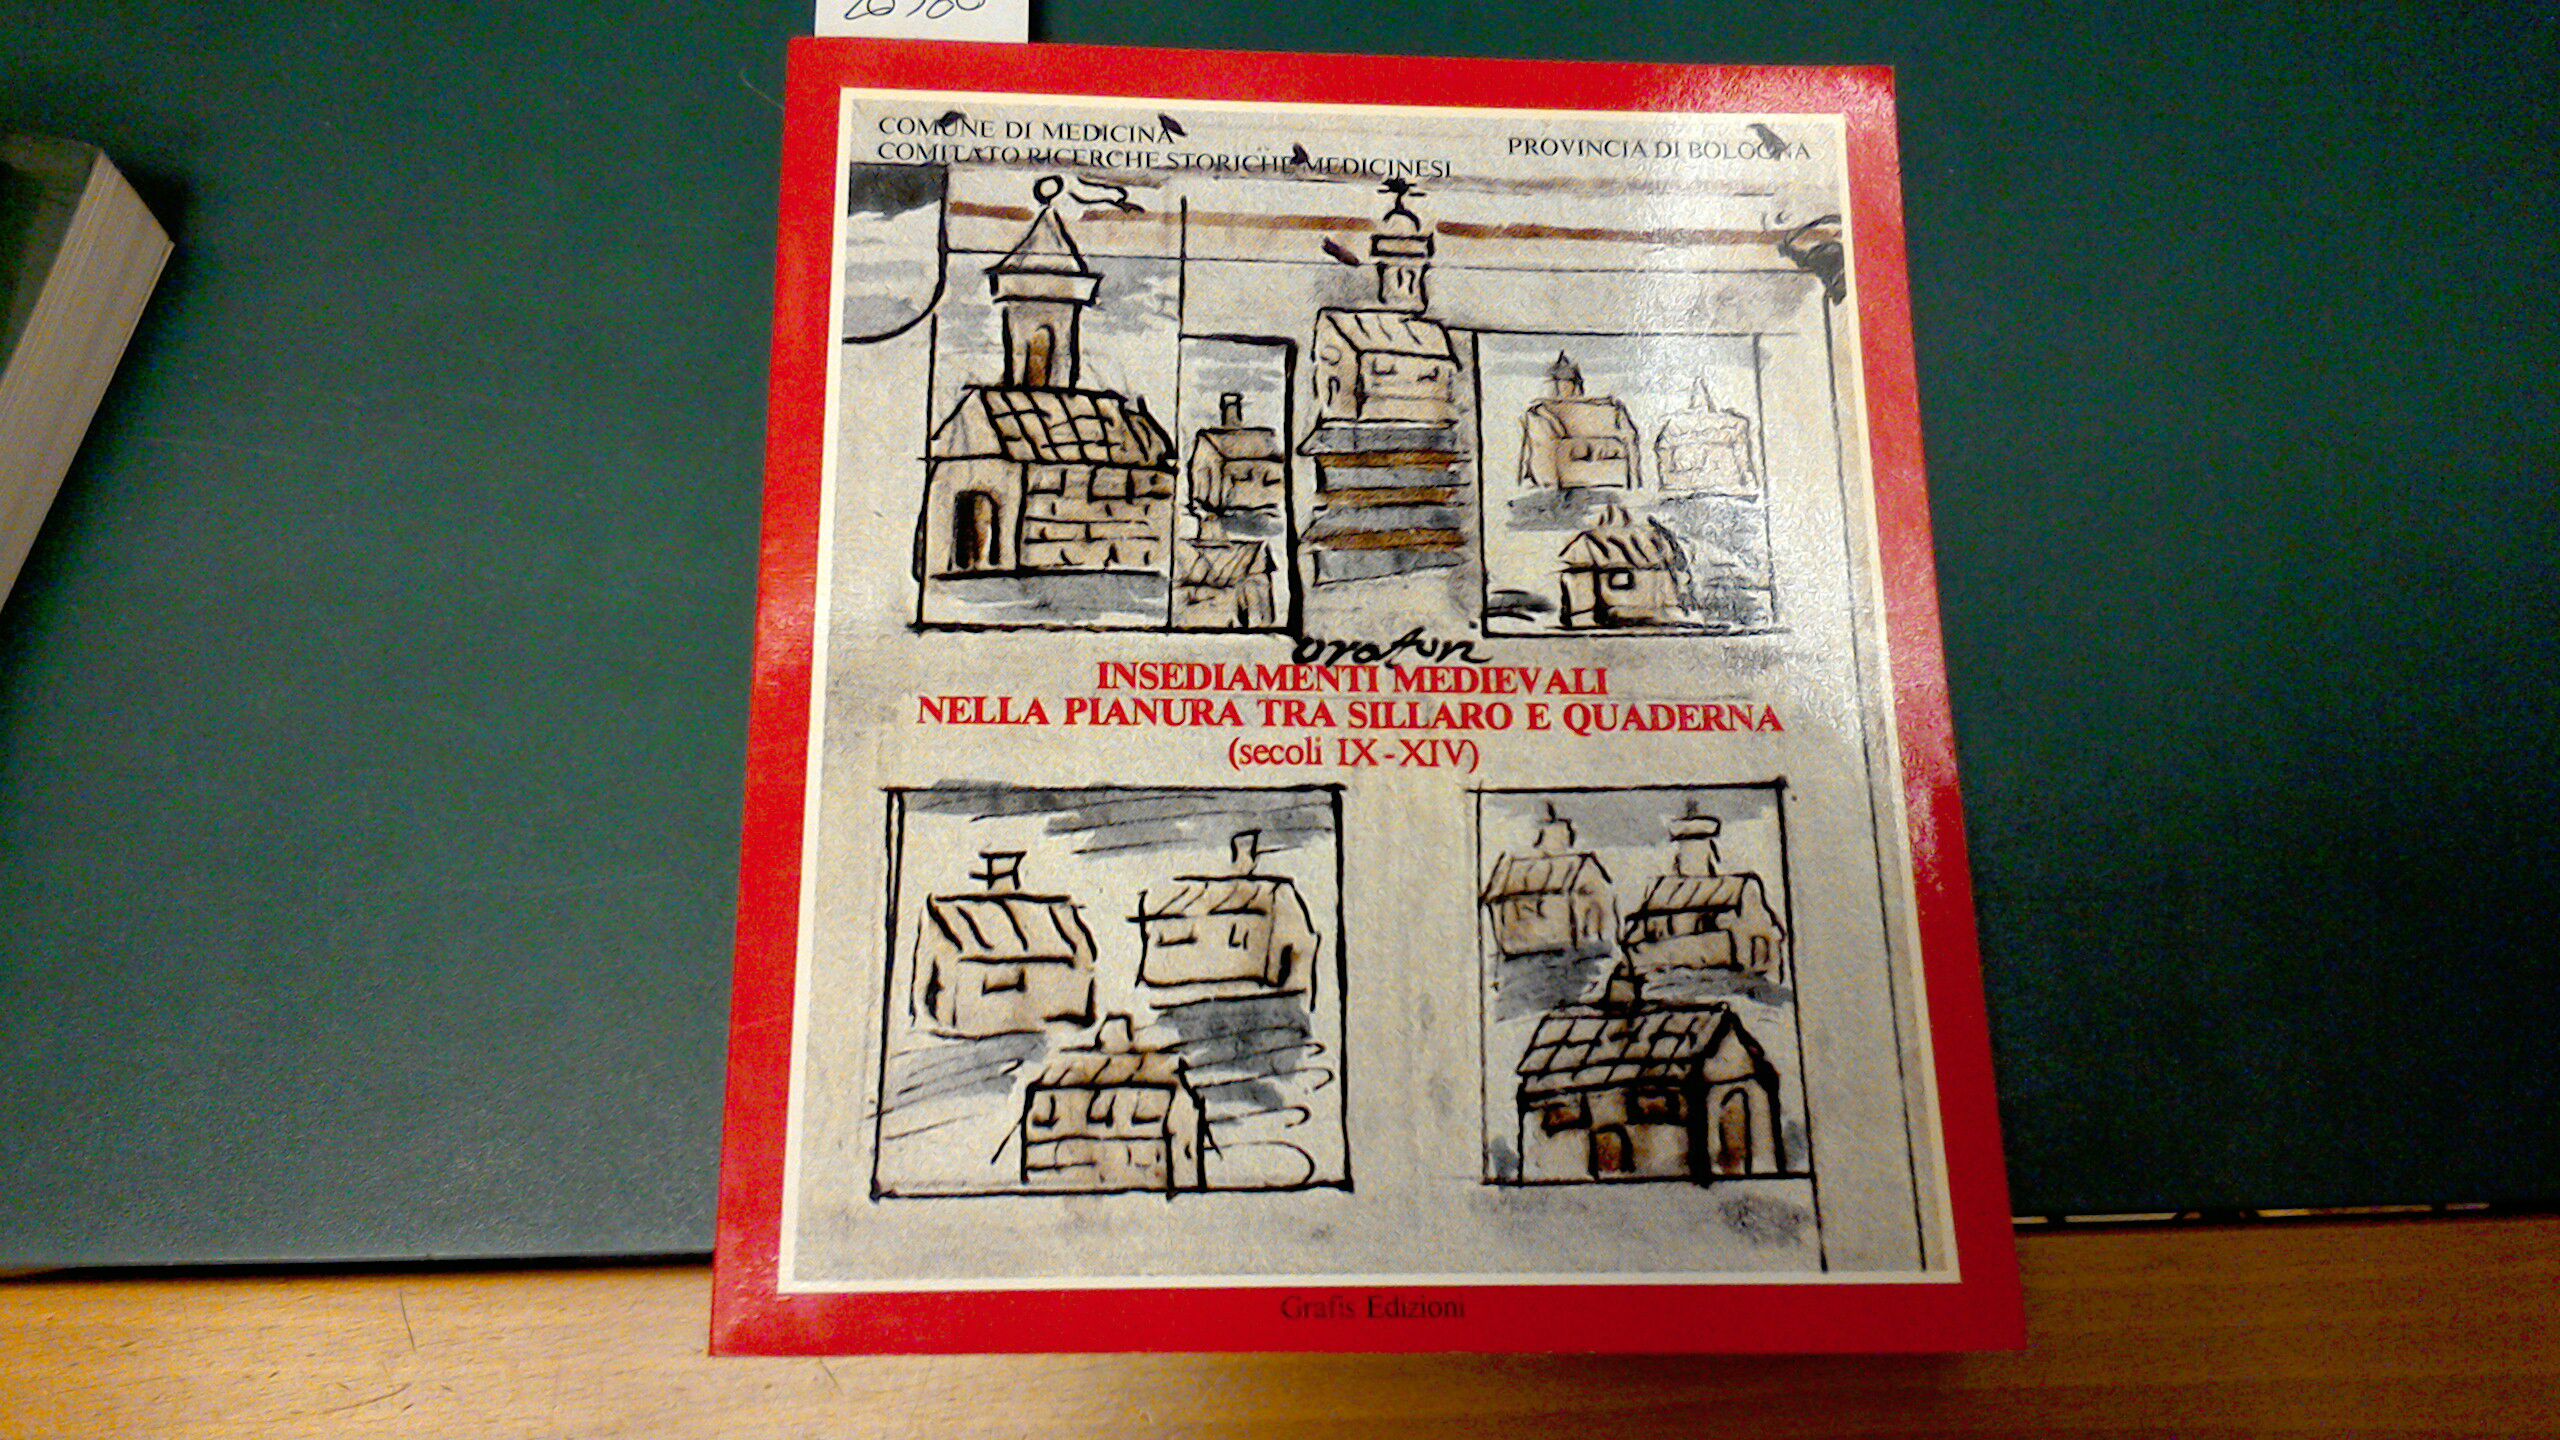 COMUNE DI MEDICINA
COMITATO RICERCHE STORICHE MEDICINESI
PROVINCIA DI BOLOGNA
INSEDIAMENTI MEDIEVALI
NELLA PIANURA TRA SILLARO E QUADERNA
(secoli IX-XIV)
Grafis Edizioni